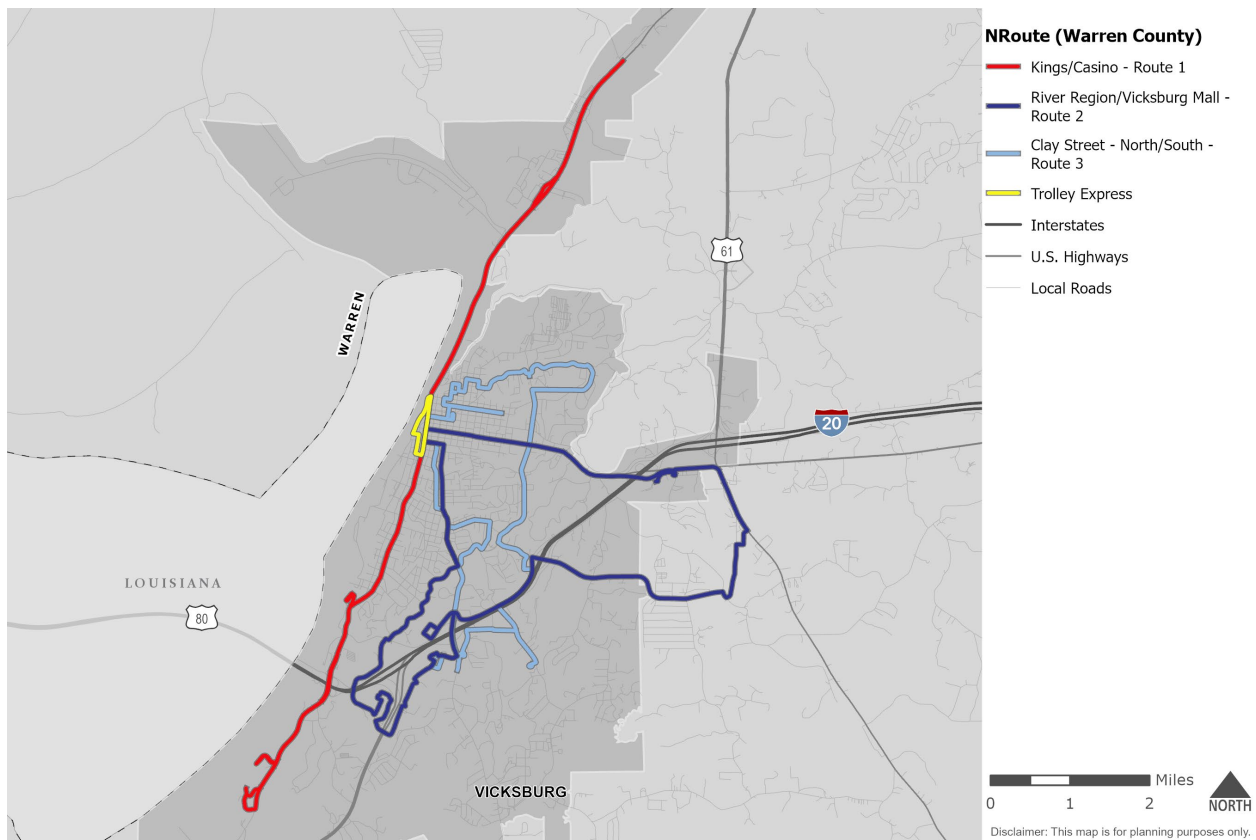 NRoute (Warren County)
Kings/Casino - Route 1
River Region/Vicksburg Mall -
Route 2
Clay Street - North/South -
Route 3
Trolley Express
Interstates
U.S. Highways
Local Roads
61
WARREN
20
LOUISIANA
80
VICKSBURG
Miles
0 1 2
NORTH
Disclaimer: This map is for planning purposes only.